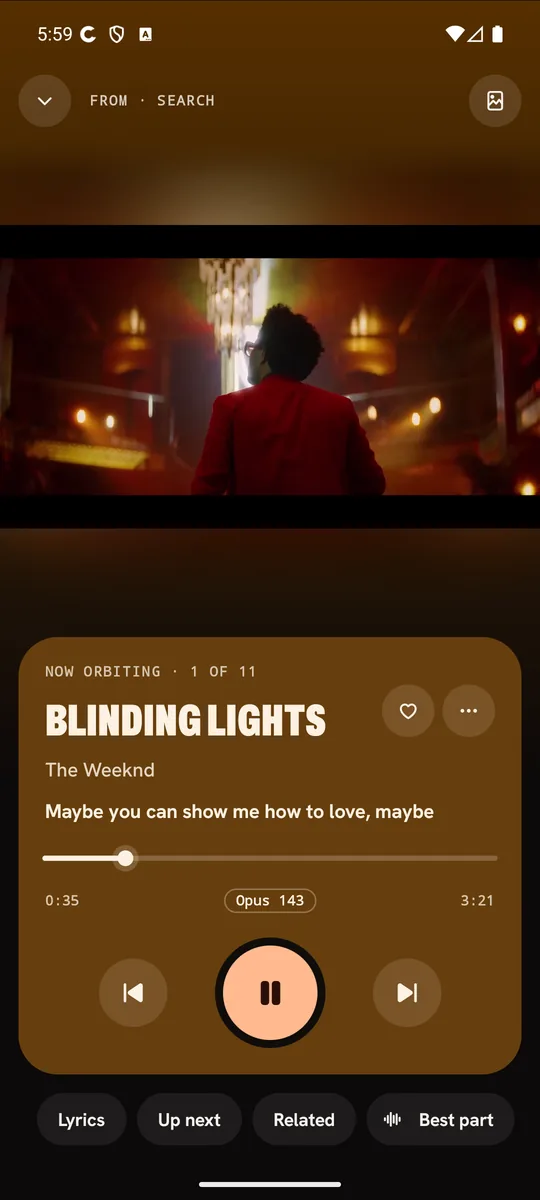 5:59
FROM · SEARCH
NOW ORBITING · 1 OF 11
BLINDING LIGHTS
The Weeknd
Maybe you can show me how to love, maybe
0:35
Opus 143
3:21
Lyrics
Up next
Related
Best part